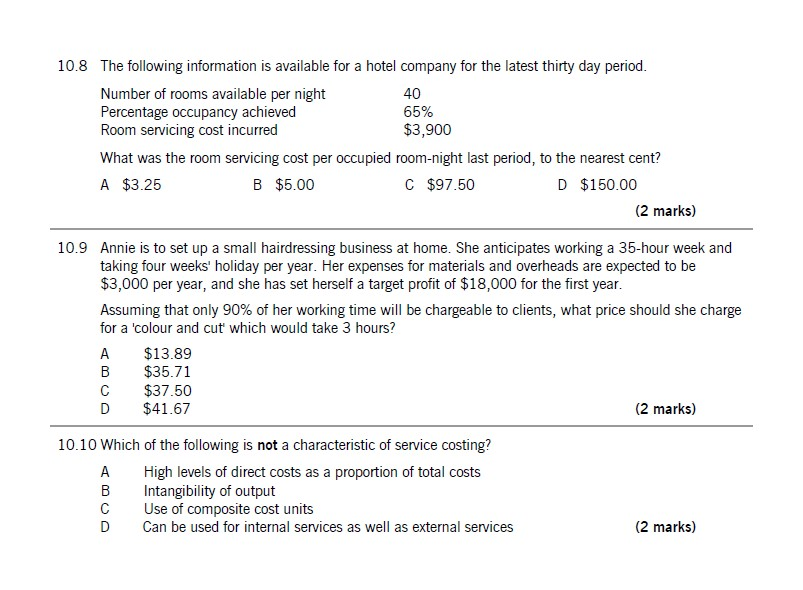 10.8 The following information is available for a hotel company for the latest thirty day period.
Number of rooms available per night 40
Percentage occupancy achieved 65%
Room servicing cost incurred $3,900
What was the room servicing cost per occupied room-night last period, to the nearest cent?
A $3.25 B $5.00 C $97.50 D $150.00
(2 marks)
10.9 Annie is to set up a small hairdressing business at home. She anticipates working a 35-hour week and
taking four weeks' holiday per year. Her expenses for materials and overheads are expected to be
$3,000 per year, and she has set herself a target profit of $18,000 for the first year.
Assuming that only 90% of her working time will be chargeable to clients, what price should she charge
for a 'colour and cut' which would take 3 hours?
A $13.89
B $35.71
C $37.50
D $41.67 (2 marks)
10.10 Which of the following is not a characteristic of service costing?
A High levels of direct costs as a proportion of total costs
B Intangibility of output
C Use of composite cost units
D Can be used for internal services as well as external services (2 marks)